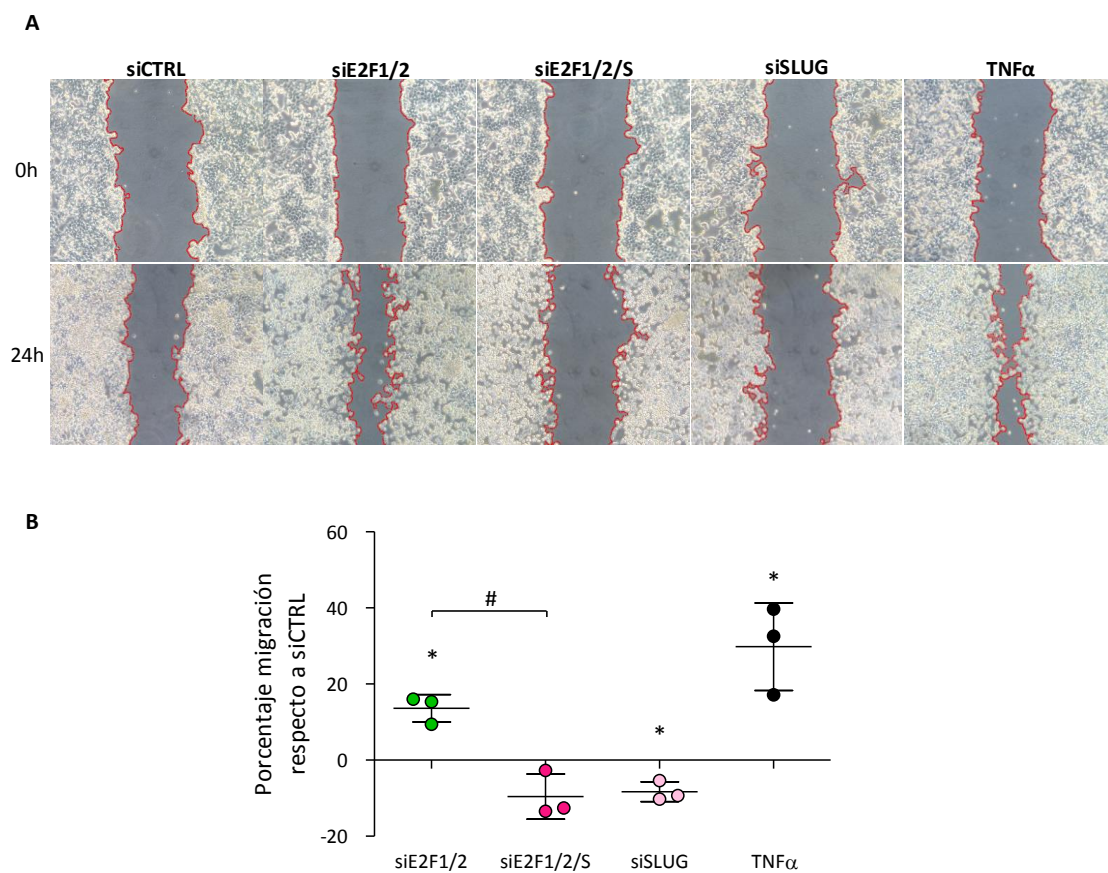 A
siCTRL siE2F1/2 siE2F1/2/S siSLUG TNFα
0h
24h
B
Porcentaje migración
respecto a siCTRL
60
40
20
0
-20
#
*
*
*
siE2F1/2 siE2F1/2/S siSLUG TNFα